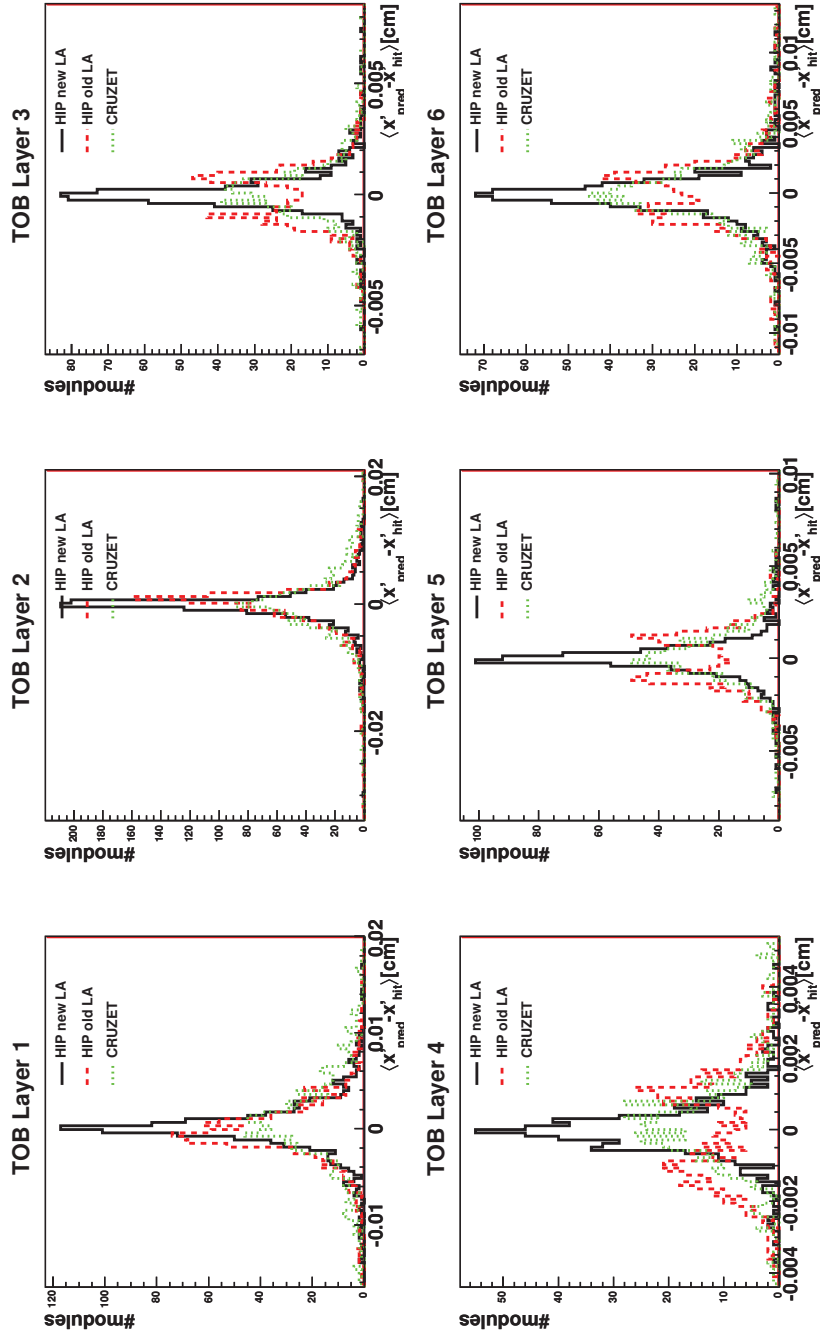 TOB Layer 1
#modules
120
100
80
60
40
20
0
HIP new LA
HIP old LA
CRUZET
-0.01 0 0.01 0.02
⟨x'pred-x'hit⟩[cm]
TOB Layer 2
#modules
200
180
160
140
120
100
80
60
40
20
0
HIP new LA
HIP old LA
CRUZET
-0.02 0 0.02
⟨x'pred-x'hit⟩[cm]
TOB Layer 3
#modules
80
70
60
50
40
30
20
10
0
HIP new LA
HIP old LA
CRUZET
-0.005 0 0.005
⟨x'pred-x'hit⟩[cm]
TOB Layer 4
#modules
50
40
30
20
10
0
HIP new LA
HIP old LA
CRUZET
-0.004 -0.002 0 0.002 0.004
⟨x'pred-x'hit⟩[cm]
TOB Layer 5
#modules
100
80
60
40
20
0
HIP new LA
HIP old LA
CRUZET
-0.005 0 0.005 0.01
⟨x'pred-x'hit⟩[cm]
TOB Layer 6
#modules
70
60
50
40
30
20
10
0
HIP new LA
HIP old LA
CRUZET
-0.01 -0.005 0 0.005 0.01
⟨x'pred-x'hit⟩[cm]